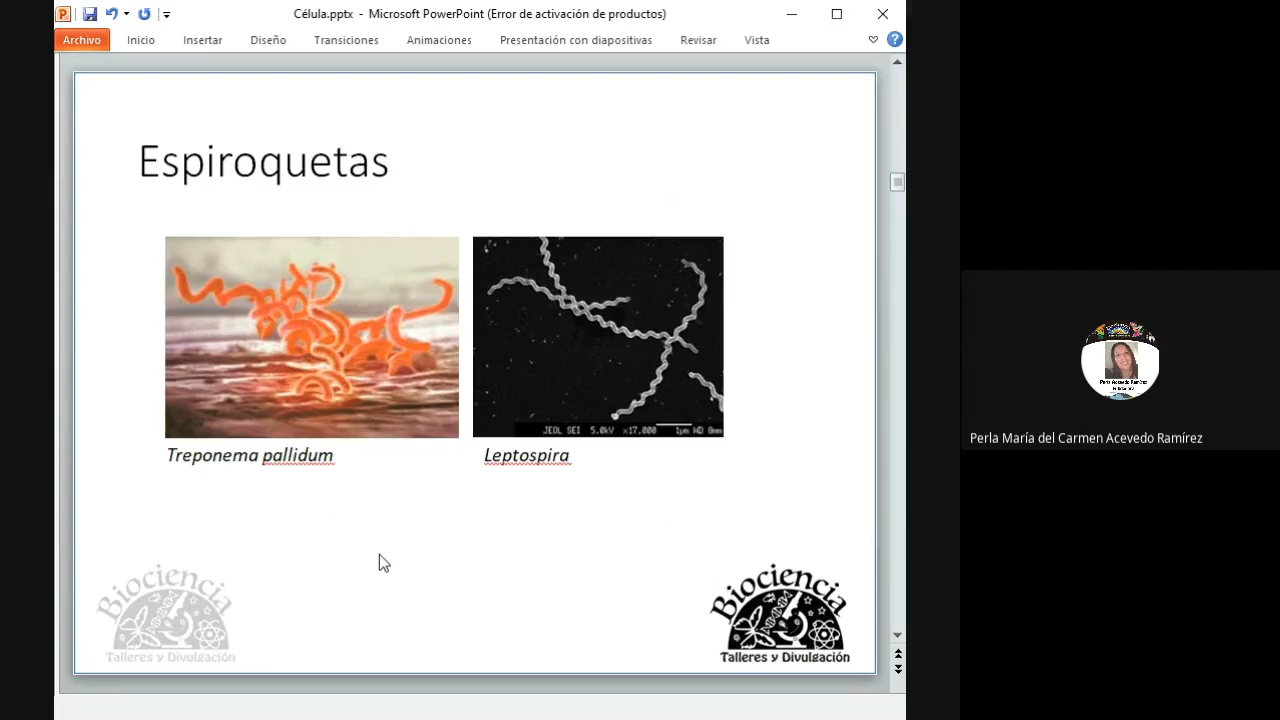 Célula.pptx - Microsoft PowerPoint (Error de activación de productos)
Archivo Inicio Insertar Diseño Transiciones Animaciones Presentación con diapositivas Revisar Vista
Espiroquetas
JEOL SEI 5.0kV x17,000 1µm WD 8mm
Treponema pallidum
Leptospira
Biociencia
Talleres y Divulgación
Biociencia
Talleres y Divulgación
Perla María del Carmen Acevedo Ramírez